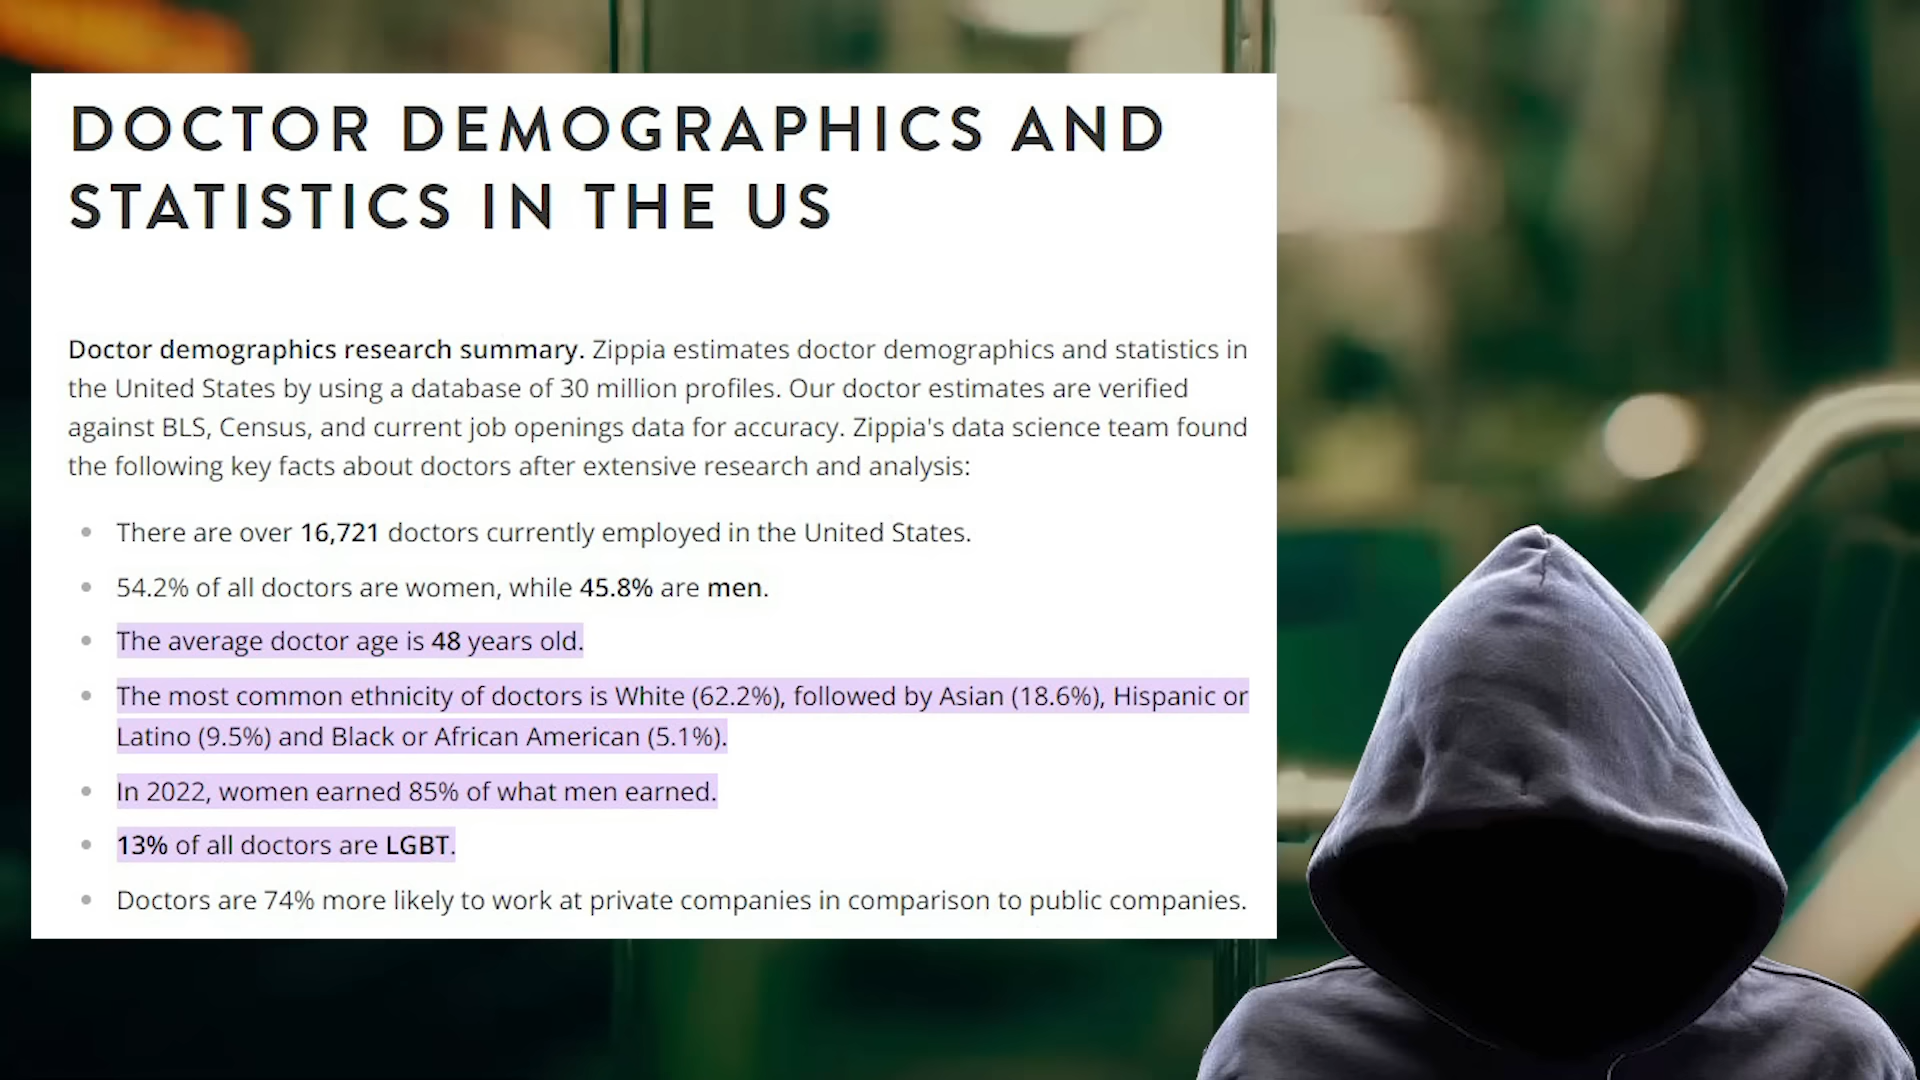 DOCTOR DEMOGRAPHICS AND
STATISTICS IN THE US
Doctor demographics research summary. Zippia estimates doctor demographics and statistics in
the United States by using a database of 30 million profiles. Our doctor estimates are verified
against BLS, Census, and current job openings data for accuracy. Zippia's data science team found
the following key facts about doctors after extensive research and analysis:
There are over 16,721 doctors currently employed in the United States.
54.2% of all doctors are women, while 45.8% are men.
The average doctor age is 48 years old.
The most common ethnicity of doctors is White (62.2%), followed by Asian (18.6%), Hispanic or
Latino (9.5%) and Black or African American (5.1%).
In 2022, women earned 85% of what men earned.
13% of all doctors are LGBT.
Doctors are 74% more likely to work at private companies in comparison to public companies.